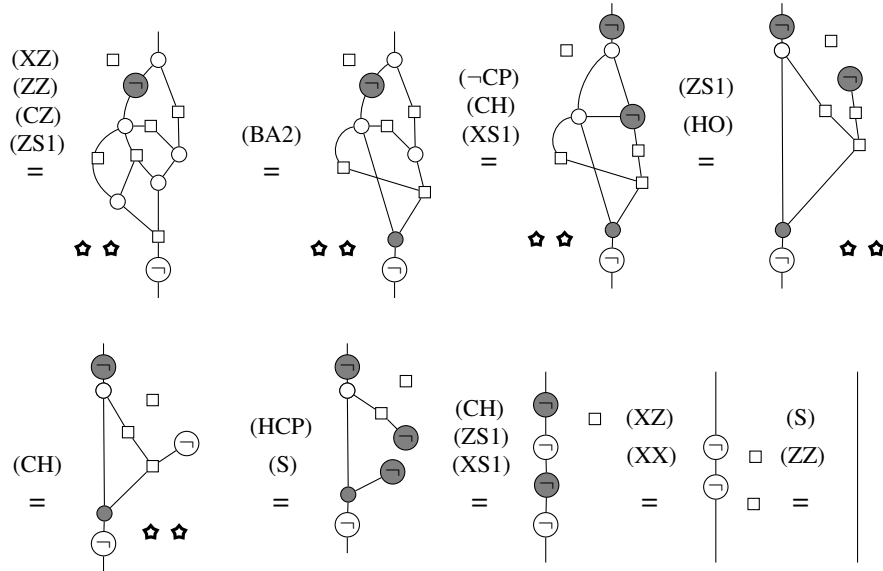 (XZ)
(ZZ)
(CZ)
(ZS1)
=
¬
¬
(BA2)
=
¬
¬
(¬CP)
(CH)
(XS1)
=
¬
¬
¬
(ZS1)
(HO)
=
¬
¬
¬
(CH)
=
¬
¬
¬
(HCP)
(S)
=
¬
¬
¬
¬
(CH)
(ZS1)
(XS1)
=
¬
¬
¬
¬
(XZ)
(XX)
=
¬
¬
(S)
(ZZ)
=